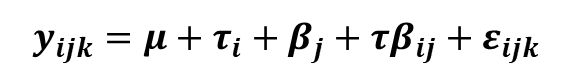 yᵢⱼₖ = μ + τᵢ + βⱼ + τβᵢⱼ + εᵢⱼₖ